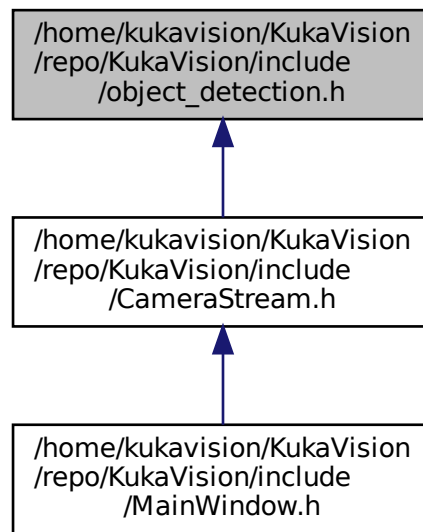 /home/kukavision/KukaVision
/repo/KukaVision/include
/object_detection.h
/home/kukavision/KukaVision
/repo/KukaVision/include
/CameraStream.h
/home/kukavision/KukaVision
/repo/KukaVision/include
/MainWindow.h